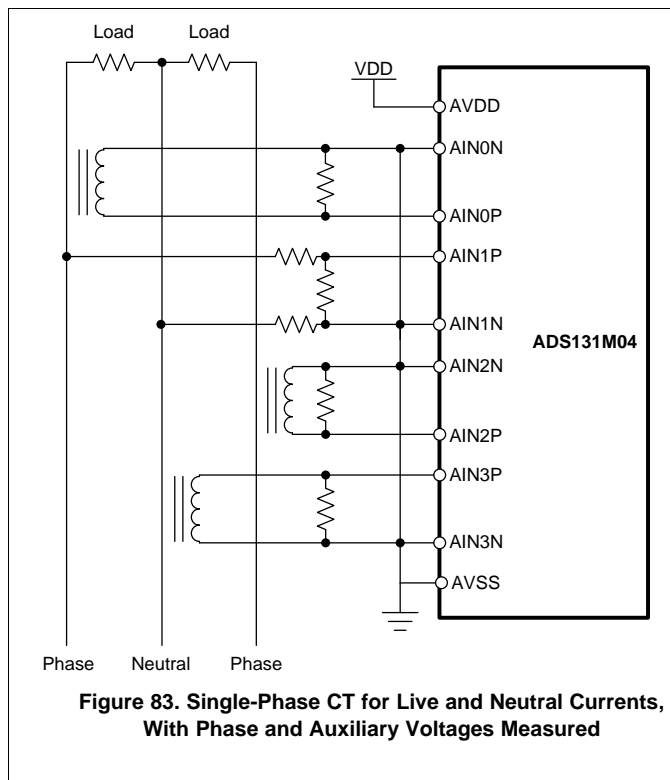 Load Load
VDD
AVDD
AIN0N
AIN0P
AIN1P
AIN1N
ADS131M04
AIN2N
AIN2P
AIN3P
AIN3N
AVSS
Phase Neutral Phase
Figure 83. Single-Phase CT for Live and Neutral Currents,
With Phase and Auxiliary Voltages Measured